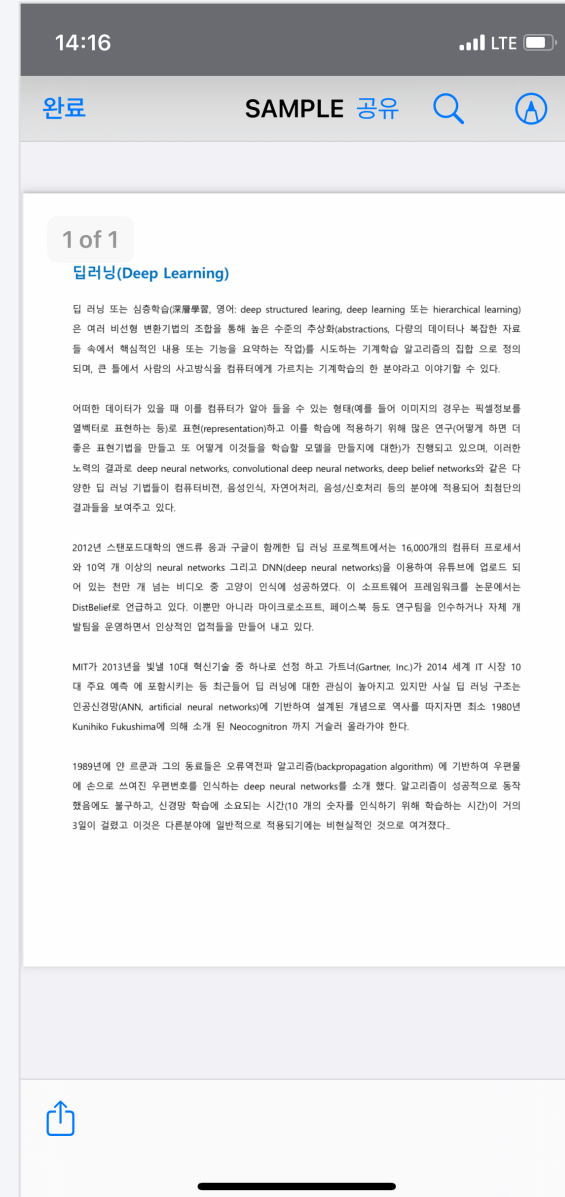 14:16
LTE
완료 SAMPLE 공유
1 of 1
딥러닝(Deep Learning)
딥 러닝 또는 심층학습(深層學習, 영어: deep structured learing, deep learning 또는 hierarchical learning)
은 여러 비선형 변환기법의 조합을 통해 높은 수준의 추상화(abstractions, 다량의 데이터나 복잡한 자료
들 속에서 핵심적인 내용 또는 기능을 요약하는 작업)를 시도하는 기계학습 알고리즘의 집합 으로 정의
되며, 큰 틀에서 사람의 사고방식을 컴퓨터에게 가르치는 기계학습의 한 분야라고 이야기할 수 있다.
어떠한 데이터가 있을 때 이를 컴퓨터가 알아 들을 수 있는 형태(예를 들어 이미지의 경우는 픽셀정보를
열벡터로 표현하는 등)로 표현(representation)하고 이를 학습에 적용하기 위해 많은 연구(어떻게 하면 더
좋은 표현기법을 만들고 또 어떻게 이것들을 학습할 모델을 만들지에 대한)가 진행되고 있으며, 이러한
노력의 결과로 deep neural networks, convolutional deep neural networks, deep belief networks와 같은 다
양한 딥 러닝 기법들이 컴퓨터비젼, 음성인식, 자연어처리, 음성/신호처리 등의 분야에 적용되어 최첨단의
결과들을 보여주고 있다.
2012년 스탠포드대학의 앤드류 응과 구글이 함께한 딥 러닝 프로젝트에서는 16,000개의 컴퓨터 프로세서
와 10억 개 이상의 neural networks 그리고 DNN(deep neural networks)을 이용하여 유튜브에 업로드 되
어 있는 천만 개 넘는 비디오 중 고양이 인식에 성공하였다. 이 소프트웨어 프레임워크를 논문에서는
DistBelief로 언급하고 있다. 이뿐만 아니라 마이크로소프트, 페이스북 등도 연구팀을 인수하거나 자체 개
발팀을 운영하면서 인상적인 업적들을 만들어 내고 있다.
MIT가 2013년을 빛낼 10대 혁신기술 중 하나로 선정 하고 가트너(Gartner, Inc.)가 2014 세계 IT 시장 10
대 주요 예측 에 포함시키는 등 최근들어 딥 러닝에 대한 관심이 높아지고 있지만 사실 딥 러닝 구조는
인공신경망(ANN, artificial neural networks)에 기반하여 설계된 개념으로 역사를 따지자면 최소 1980년
Kunihiko Fukushima에 의해 소개 된 Neocognitron 까지 거슬러 올라가야 한다.
1989년에 얀 르쿤과 그의 동료들은 오류역전파 알고리즘(backpropagation algorithm) 에 기반하여 우편물
에 손으로 쓰여진 우편번호를 인식하는 deep neural networks를 소개 했다. 알고리즘이 성공적으로 동작
했음에도 불구하고, 신경망 학습에 소요되는 시간(10 개의 숫자를 인식하기 위해 학습하는 시간)이 거의
3일이 걸렸고 이것은 다른분야에 일반적으로 적용되기에는 비현실적인 것으로 여겨졌다..